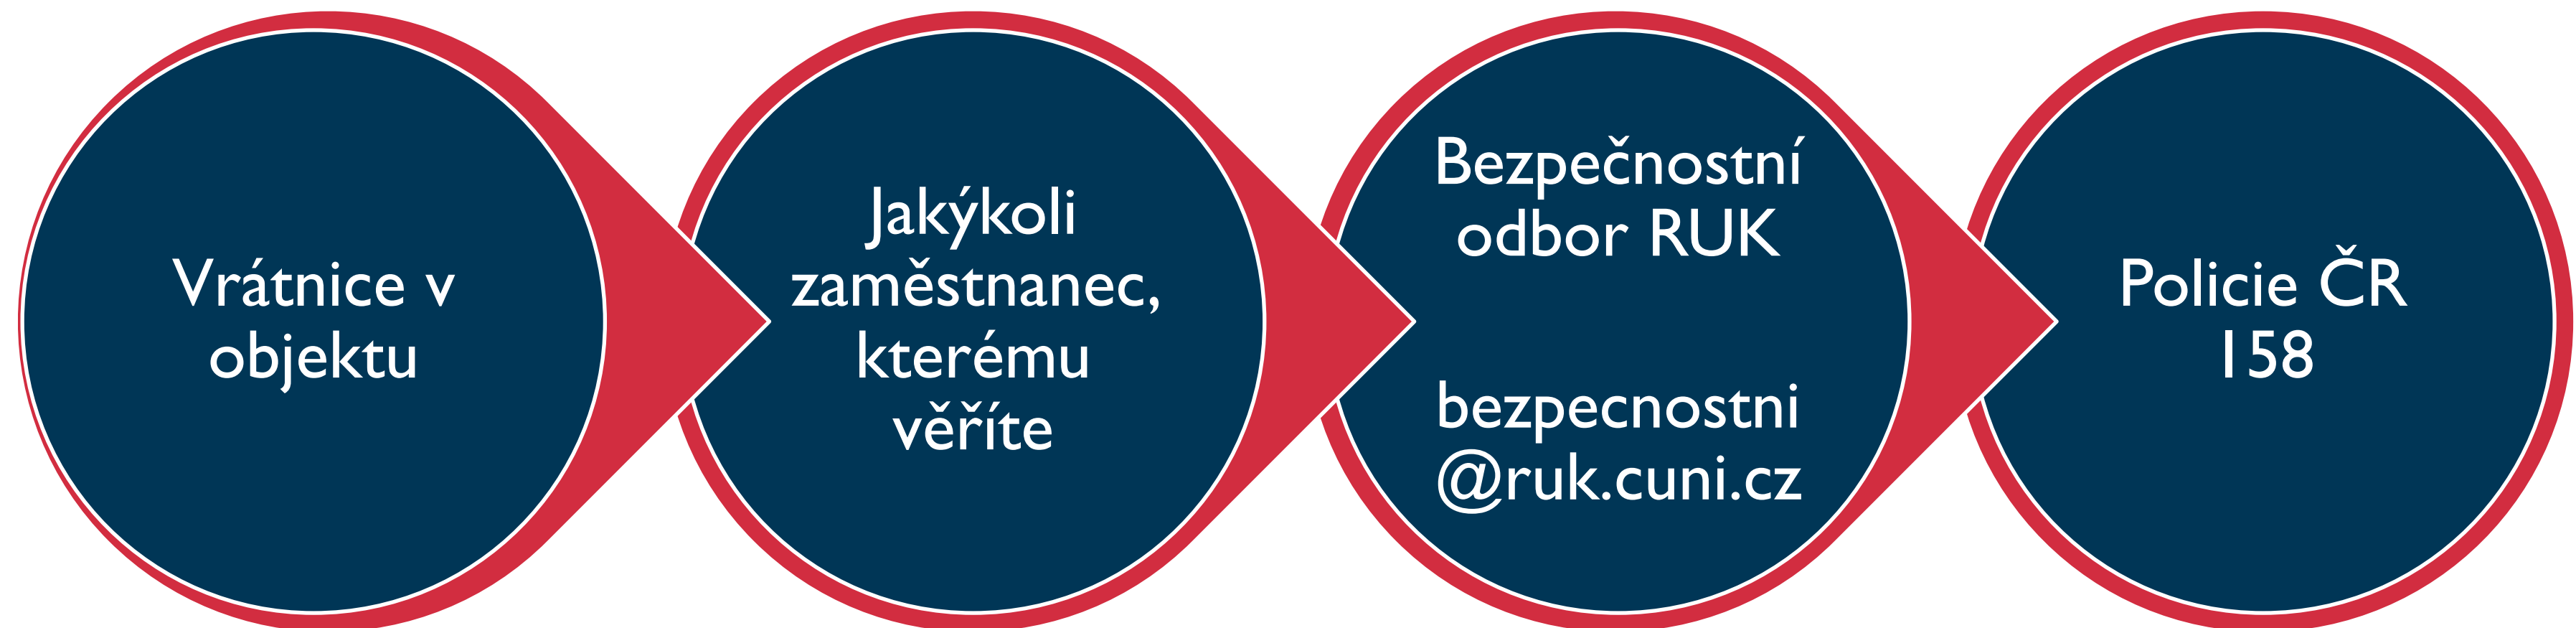 Vrátnice v
objektu
Jakýkoli
zaměstnanec,
kterému
věříte
Bezpečnostní
odbor RUK
bezpecnostni
@ruk.cuni.cz
Policie ČR
158